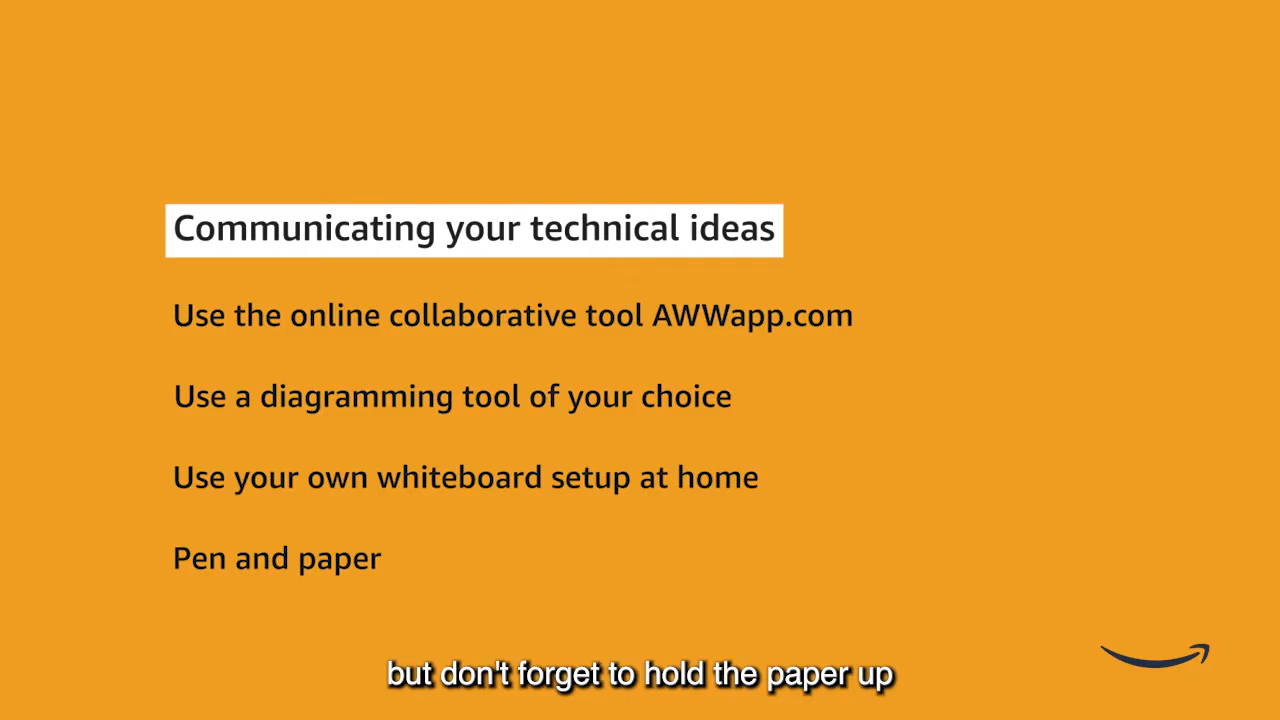 Communicating your technical ideas
Use the online collaborative tool AWWapp.com
Use a diagramming tool of your choice
Use your own whiteboard setup at home
Pen and paper
but don't forget to hold the paper up